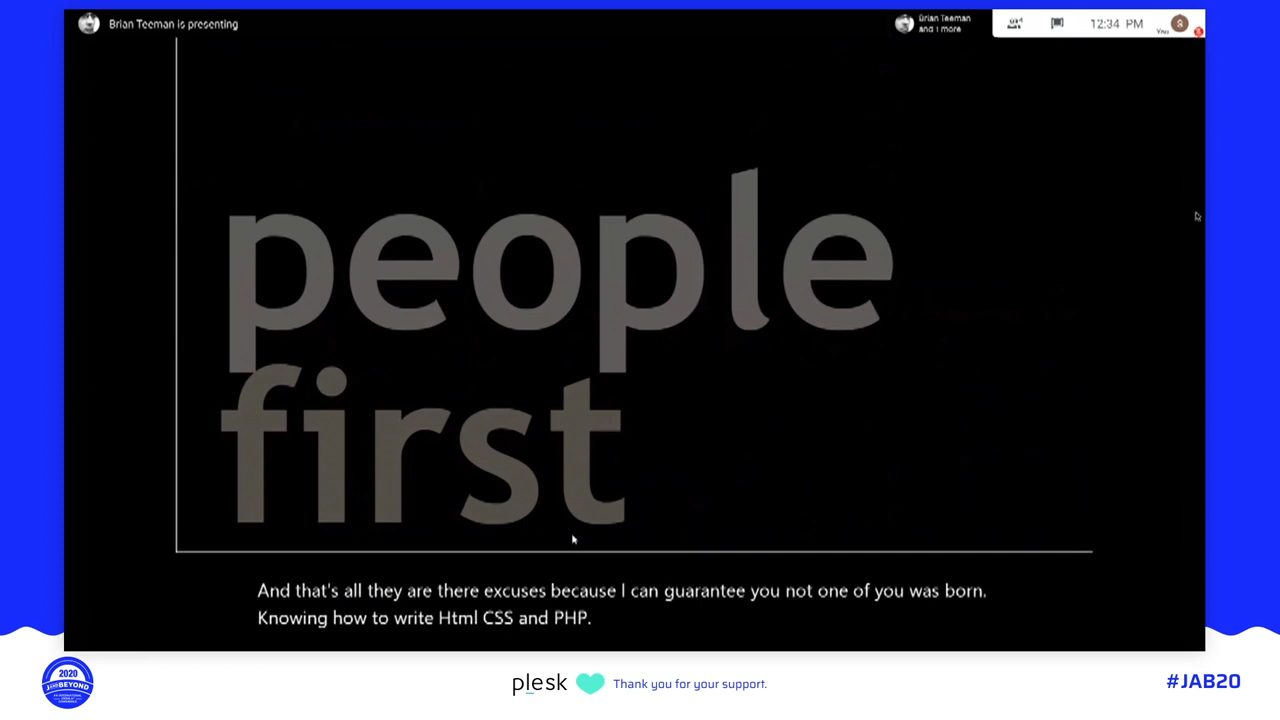 Brian Teeman is presenting
Brian Teeman
and 1 more
12:34 PM
You
S
people
first
And that's all they are there excuses because I can guarantee you not one of you was born.
Knowing how to write Html CSS and PHP.
2020
JANDBEYOND
plesk
Thank you for your support.
#JAB20